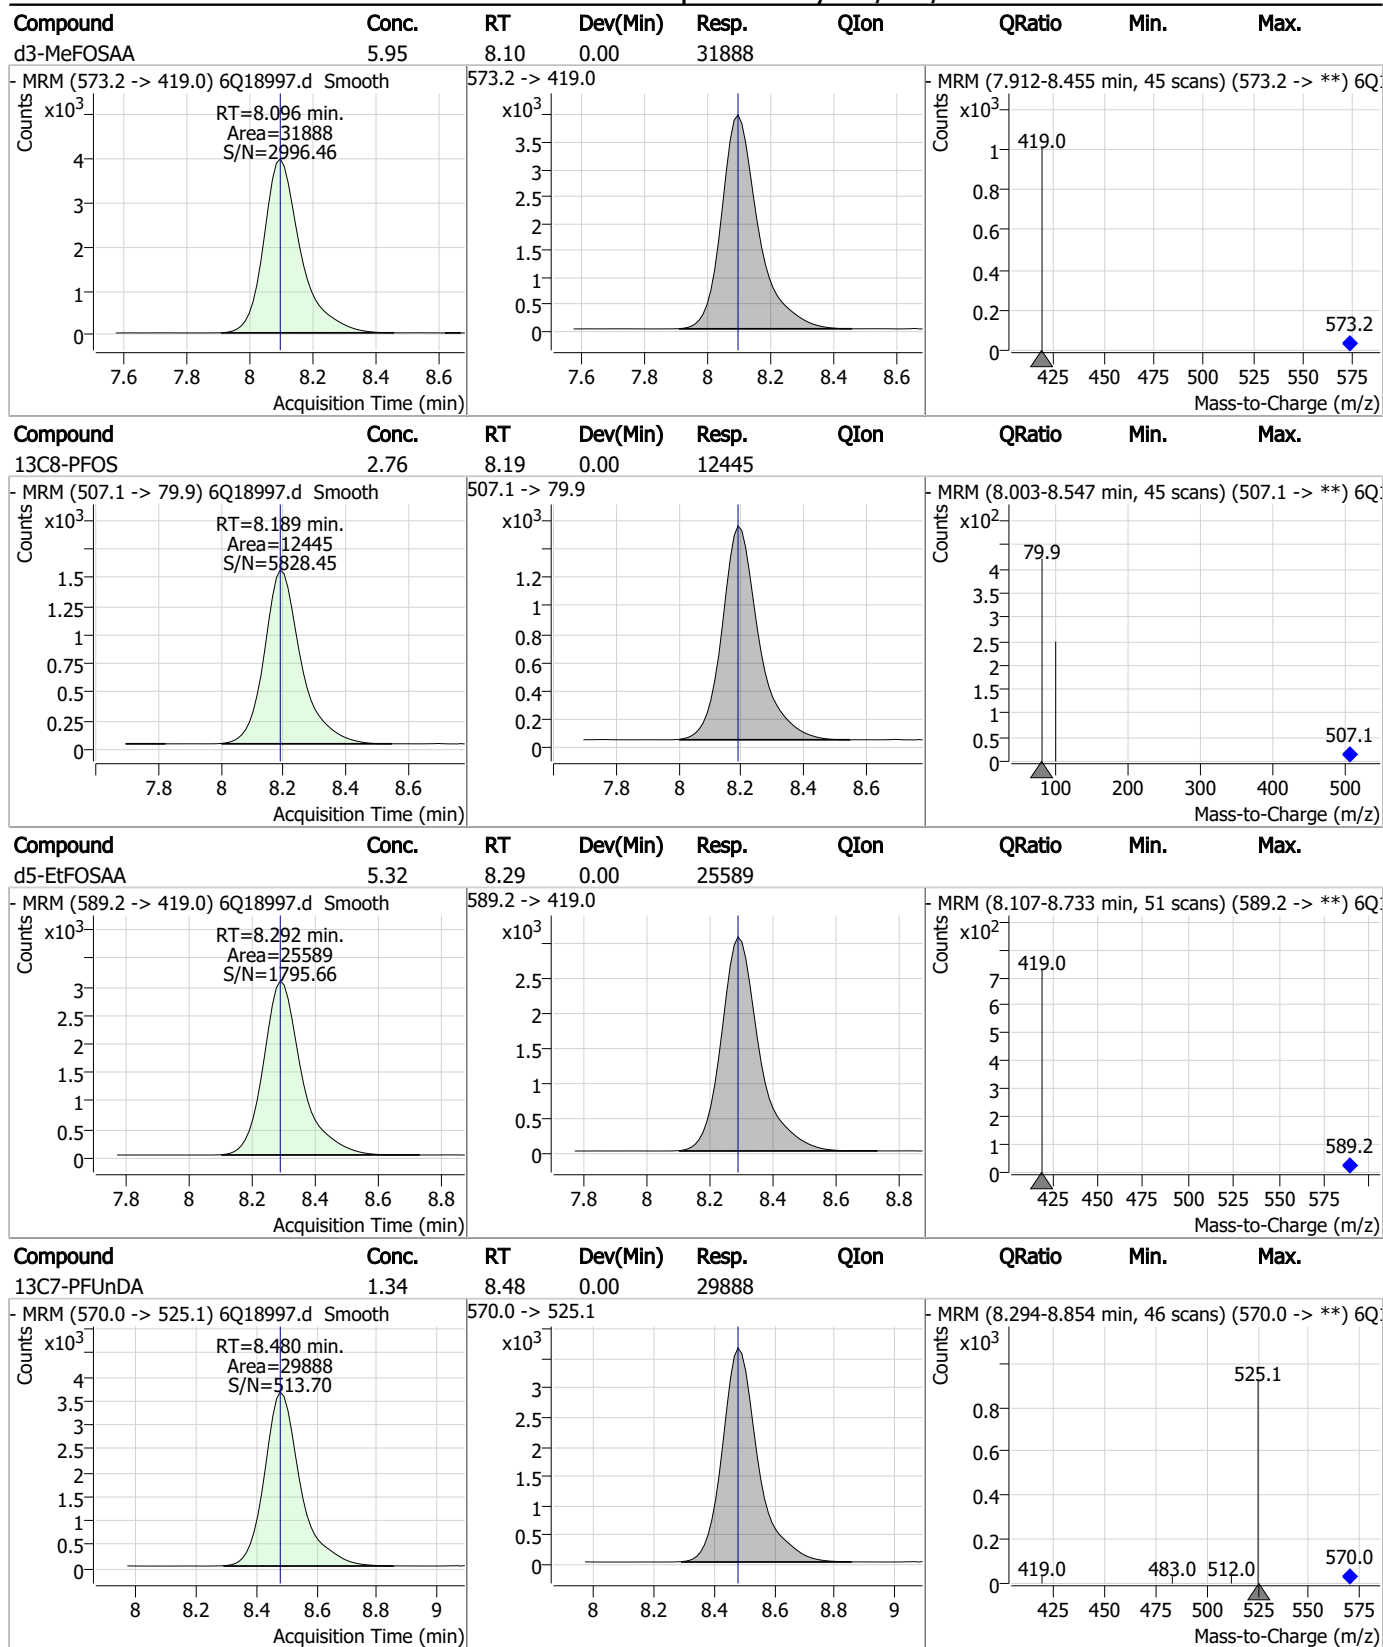 Compound Conc. RT Dev(Min) Resp. QIon QRatio Min. Max.
d3-MeFOSAA 5.95 8.10 0.00 31888
- MRM (573.2 -> 419.0) 6Q18997.d Smooth
Counts
x10³
RT=8.096 min.
Area=31888
S/N=2996.46
4
3
2
1
0
7.6 7.8 8 8.2 8.4 8.6
Acquisition Time (min)
573.2 -> 419.0
x10³
3.5
3
2.5
2
1.5
1
0.5
0
7.6 7.8 8 8.2 8.4 8.6
- MRM (7.912-8.455 min, 45 scans) (573.2 -> **) 6Q1
Counts
x10³
419.0
1
0.8
0.6
0.4
0.2
0
573.2
425 450 475 500 525 550 575
Mass-to-Charge (m/z)
Compound Conc. RT Dev(Min) Resp. QIon QRatio Min. Max.
13C8-PFOS 2.76 8.19 0.00 12445
- MRM (507.1 -> 79.9) 6Q18997.d Smooth
Counts
x10³
RT=8.189 min.
Area=12445
S/N=5828.45
1.5
1.25
1
0.75
0.5
0.25
0
7.8 8 8.2 8.4 8.6
Acquisition Time (min)
507.1 -> 79.9
x10³
1.2
1
0.8
0.6
0.4
0.2
0
7.8 8 8.2 8.4 8.6
- MRM (8.003-8.547 min, 45 scans) (507.1 -> **) 6Q1
Counts
x10²
79.9
4
3.5
3
2.5
2
1.5
1
0.5
0
507.1
100 200 300 400 500
Mass-to-Charge (m/z)
Compound Conc. RT Dev(Min) Resp. QIon QRatio Min. Max.
d5-EtFOSAA 5.32 8.29 0.00 25589
- MRM (589.2 -> 419.0) 6Q18997.d Smooth
Counts
x10³
RT=8.292 min.
Area=25589
S/N=1795.66
3
2.5
2
1.5
1
0.5
0
7.8 8 8.2 8.4 8.6 8.8
Acquisition Time (min)
589.2 -> 419.0
x10³
2.5
2
1.5
1
0.5
0
7.8 8 8.2 8.4 8.6 8.8
- MRM (8.107-8.733 min, 51 scans) (589.2 -> **) 6Q1
Counts
x10²
419.0
7
6
5
4
3
2
1
0
589.2
425 450 475 500 525 550 575
Mass-to-Charge (m/z)
Compound Conc. RT Dev(Min) Resp. QIon QRatio Min. Max.
13C7-PFUnDA 1.34 8.48 0.00 29888
- MRM (570.0 -> 525.1) 6Q18997.d Smooth
Counts
x10³
RT=8.480 min.
Area=29888
S/N=513.70
4
3.5
3
2.5
2
1.5
1
0.5
0
8 8.2 8.4 8.6 8.8 9
Acquisition Time (min)
570.0 -> 525.1
x10³
3
2.5
2
1.5
1
0.5
0
8 8.2 8.4 8.6 8.8 9
- MRM (8.294-8.854 min, 46 scans) (570.0 -> **) 6Q1
Counts
x10³
525.1
0.8
0.6
0.4
0.2
0
419.0 483.0 512.0 570.0
425 450 475 500 525 550 575
Mass-to-Charge (m/z)